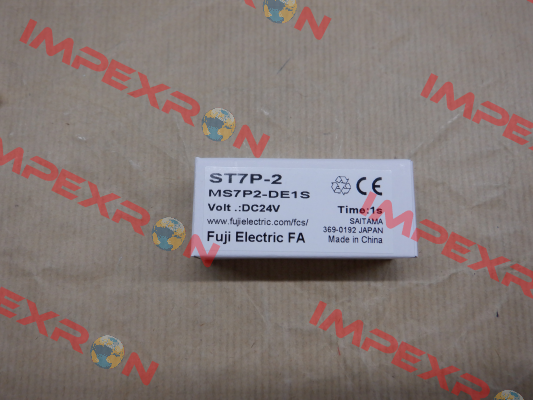 IMPEXRON
IMPEXRON
IMPEXRON
IMPEXRON
IMPEXRON
IMPEXRON
ST7P-2
MS7P2-DE1S
Volt .:DC24V
www.fujielectric.com/fcs/
Fuji Electric FA
CE
Time:1s
SAITAMA
369-0192 JAPAN
Made in China